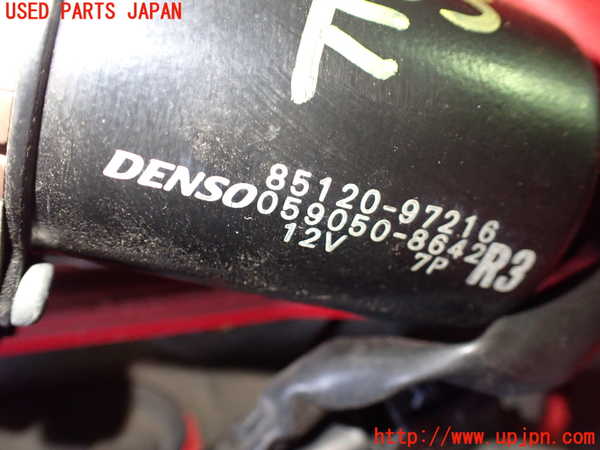 USED PARTS JAPAN
F
DENSO
85120-97216
059050-8642
12V 7P R3
http://www.upjpn.com/